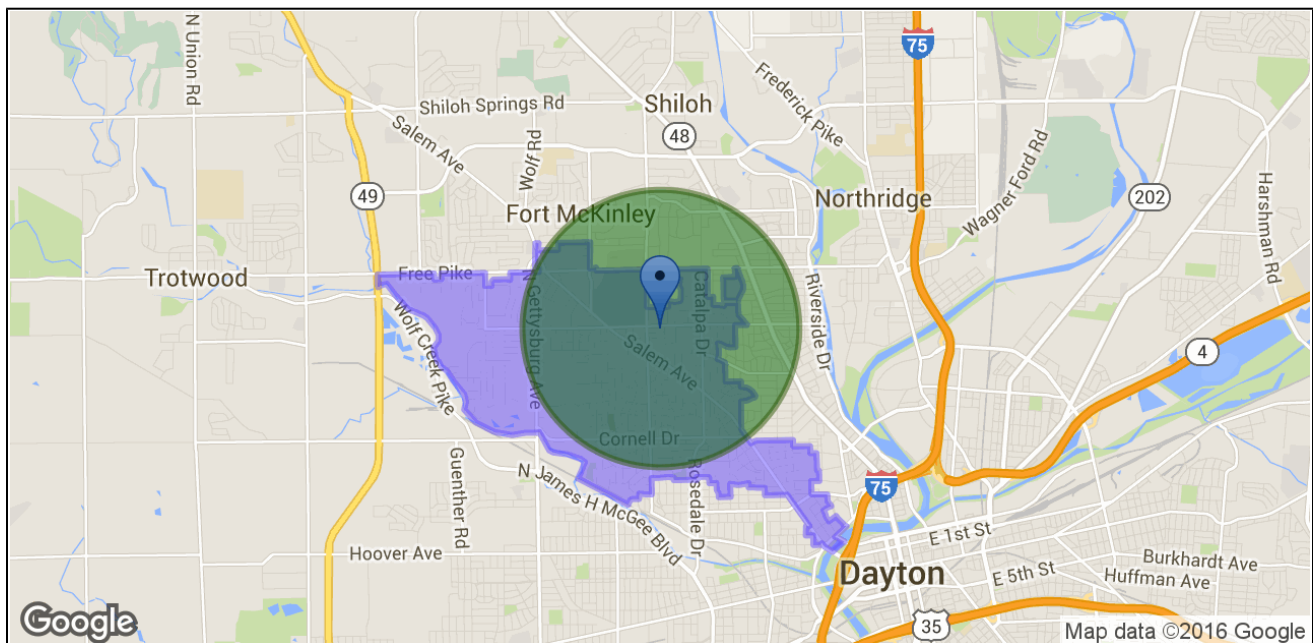 N Union Rd
Shiloh Springs Rd
Salem Ave
Wolf Rd
Shiloh
48
Frederick Pike
75
Wagner Ford Rd
Harshman Rd
49
Fort McKinley
Northridge
202
Trotwood
Free Pike
N Gettysburg Ave
Catalpa Dr
Riverside Dr
Wolf Creek Pike
Salem Ave
4
Cornell Dr
Guenther Rd
N James H McGee Blvd
Rosedale Dr
75
Hoover Ave
E 1st St
Burkhardt Ave
Dayton
E 5th St
Huffman Ave
35
Google
Map data ©2016 Google